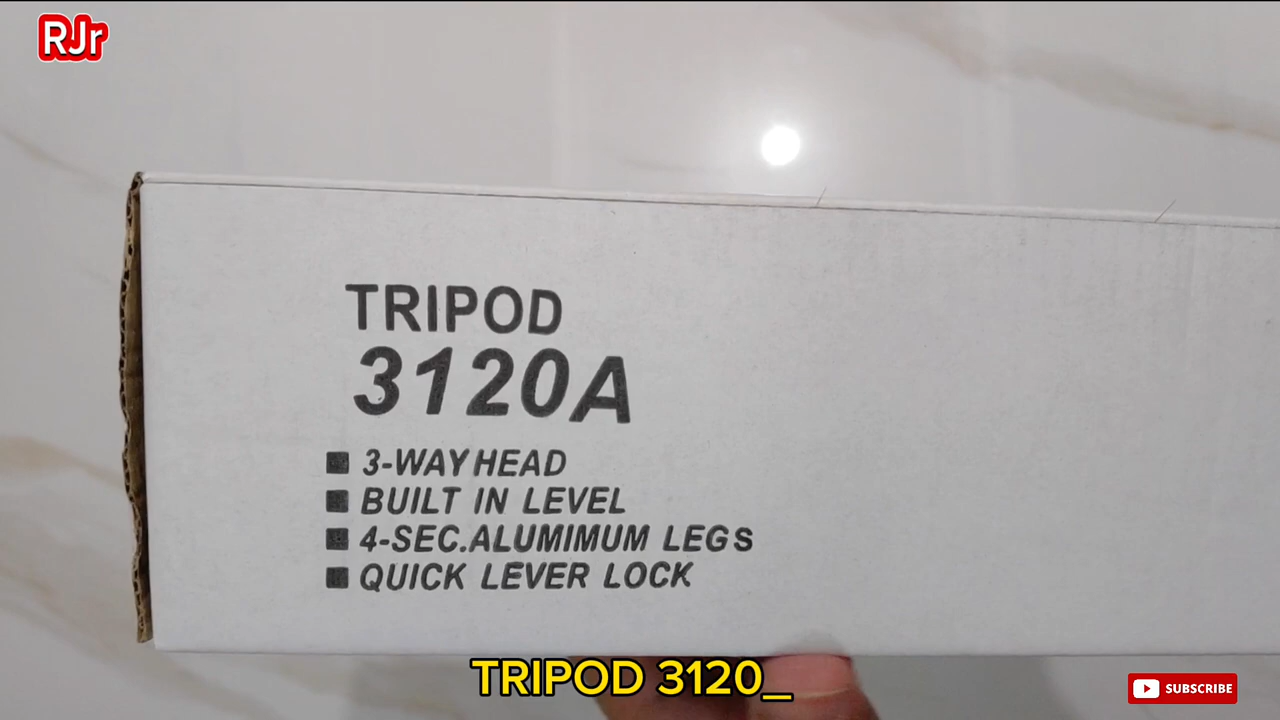 RJr
TRIPOD
3120A
3-WAY HEAD
BUILT IN LEVEL
4-SEC.ALUMIMUM LEGS
QUICK LEVER LOCK
TRIPOD 3120_
SUBSCRIBE